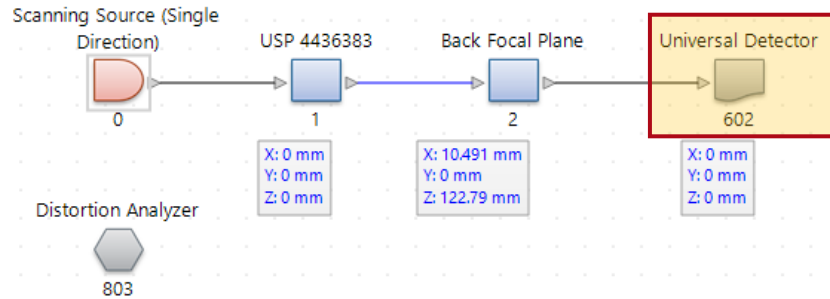 Scanning Source (Single
Direction)
USP 4436383
Back Focal Plane
Universal Detector
0
1
2
602
X: 0 mm
Y: 0 mm
Z: 0 mm
X: 10.491 mm
Y: 0 mm
Z: 122.79 mm
X: 0 mm
Y: 0 mm
Z: 0 mm
Distortion Analyzer
803